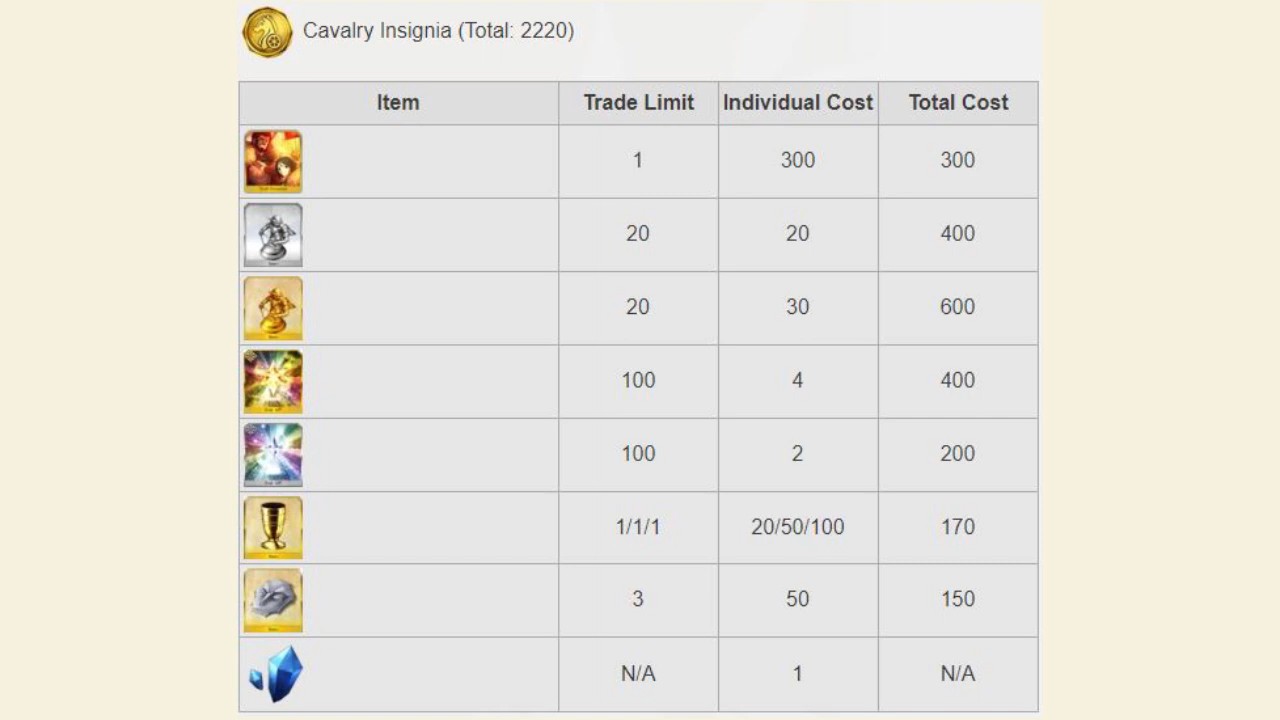 Cavalry Insignia (Total: 2220)
Item Trade Limit Individual Cost Total Cost
1 300 300
20 20 400
20 30 600
100 4 400
100 2 200
1/1/1 20/50/100 170
3 50 150
N/A 1 N/A